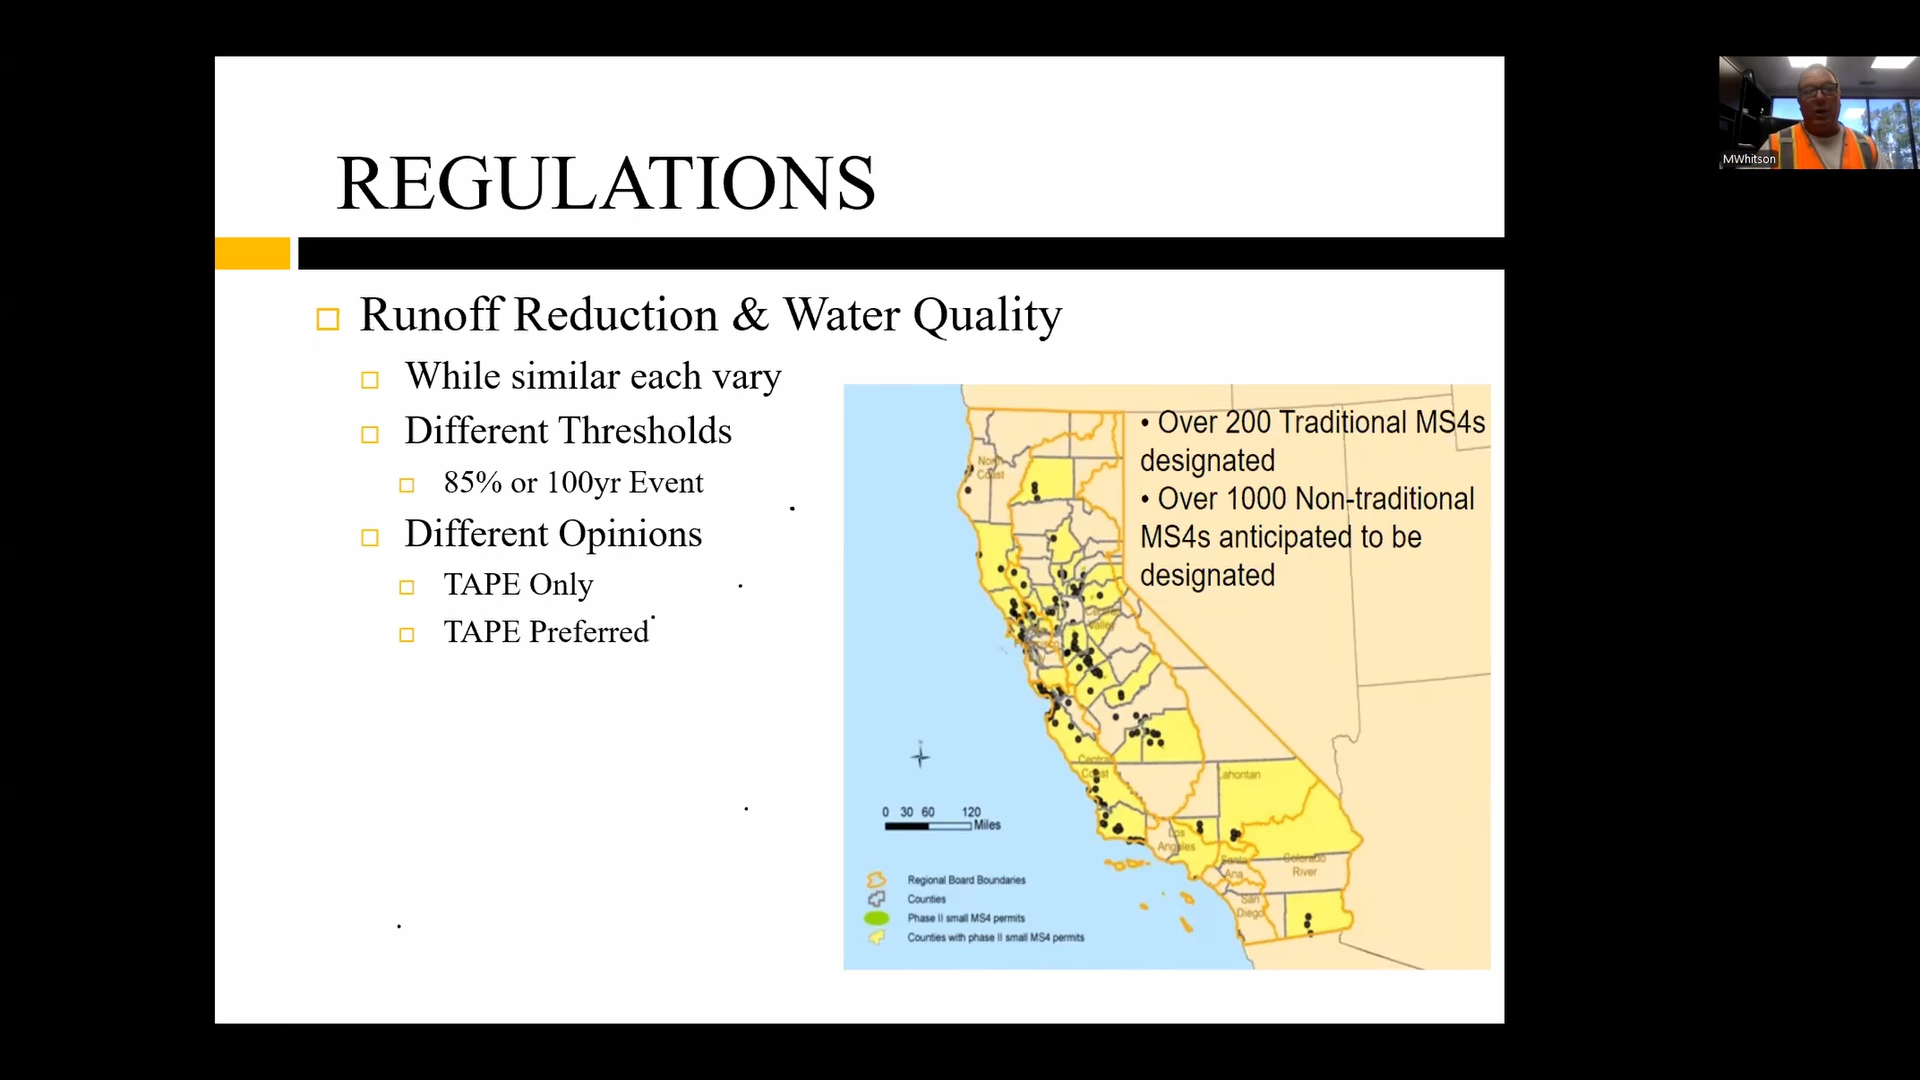 REGULATIONS
Runoff Reduction & Water Quality
While similar each vary
Different Thresholds
85% or 100yr Event
Different Opinions
TAPE Only
TAPE Preferred
• Over 200 Traditional MS4s
designated
• Over 1000 Non-traditional
MS4s anticipated to be
designated
North
Coast
Valley
Central
Coast
Lahontan
Los
Angeles
Santa
Ana
Colorado
River
San
Diego
0 30 60 120
Miles
Regional Board Boundaries
Counties
Phase II small MS4 permits
Counties with phase II small MS4 permits
MWhitson